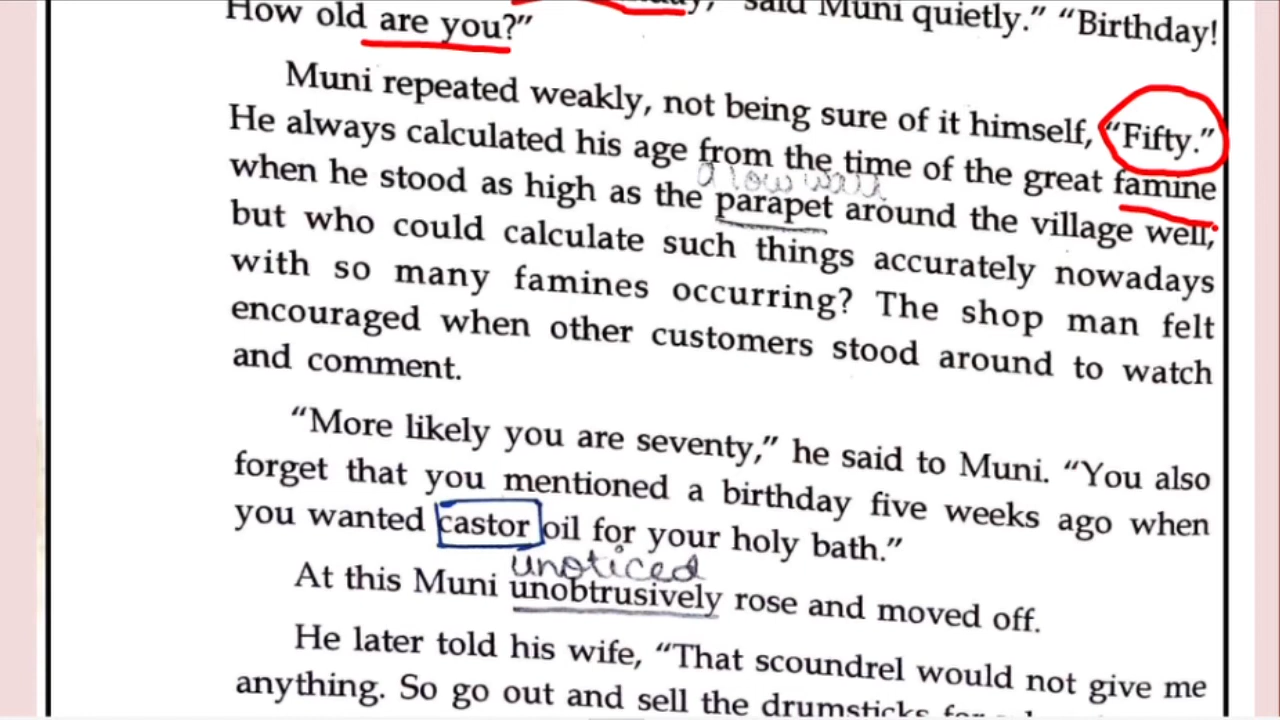 said Muni quietly.” “Birthday!
How old are you?”
Muni repeated weakly, not being sure of it himself, “Fifty.”
He always calculated his age from the time of the great famine
a low wall
when he stood as high as the parapet around the village well,
but who could calculate such things accurately nowadays
with so many famines occurring? The shop man felt
encouraged when other customers stood around to watch
and comment.
“More likely you are seventy,” he said to Muni. “You also
forget that you mentioned a birthday five weeks ago when
you wanted castor oil for your holy bath.”
unoticed
At this Muni unobtrusively rose and moved off.
He later told his wife, “That scoundrel would not give me
anything. So go out and sell the drumsticks